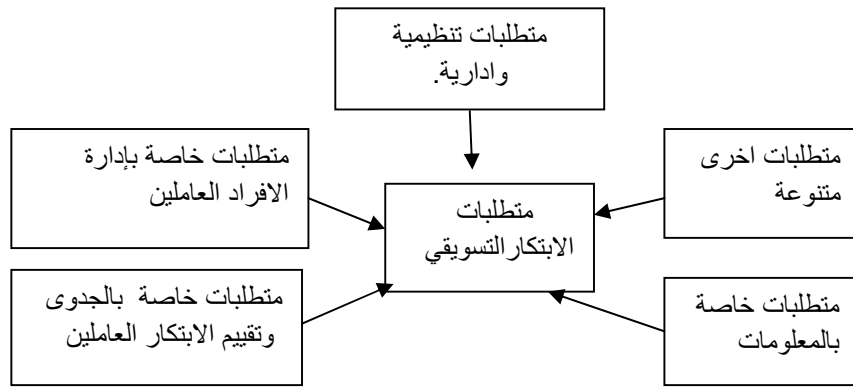 متطلبات تنظيمية
وادارية.
متطلبات اخرى
متنوعة
متطلبات خاصة بإدارة
الافراد العاملين
متطلبات
الابتكارالتسويقي
متطلبات خاصة
بالمعلومات
متطلبات خاصة بالجدوى
وتقييم الابتكار العاملين